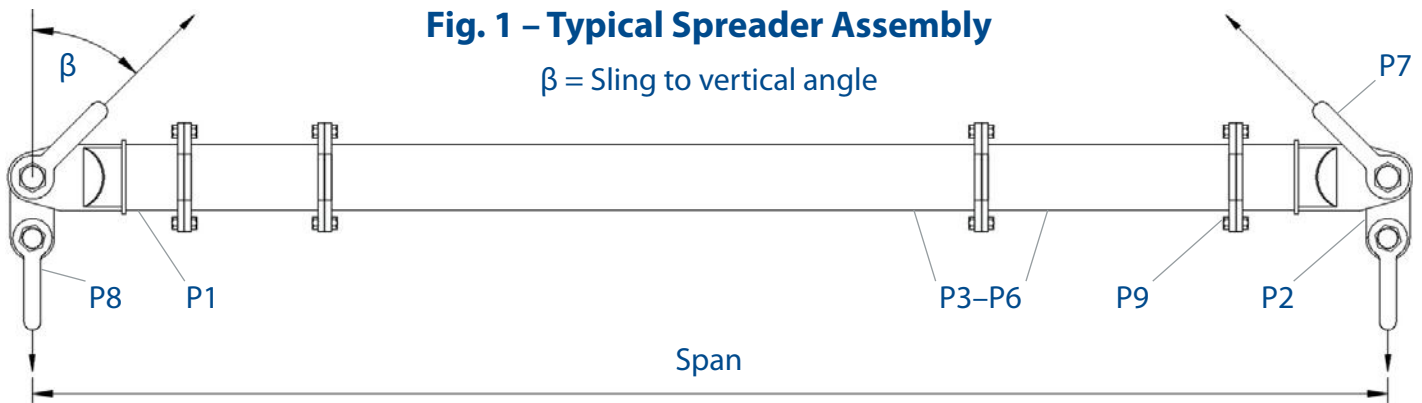 Fig. 1 – Typical Spreader Assembly
β
β = Sling to vertical angle
P7
P8
P1
P3–P6
P9
P2
Span